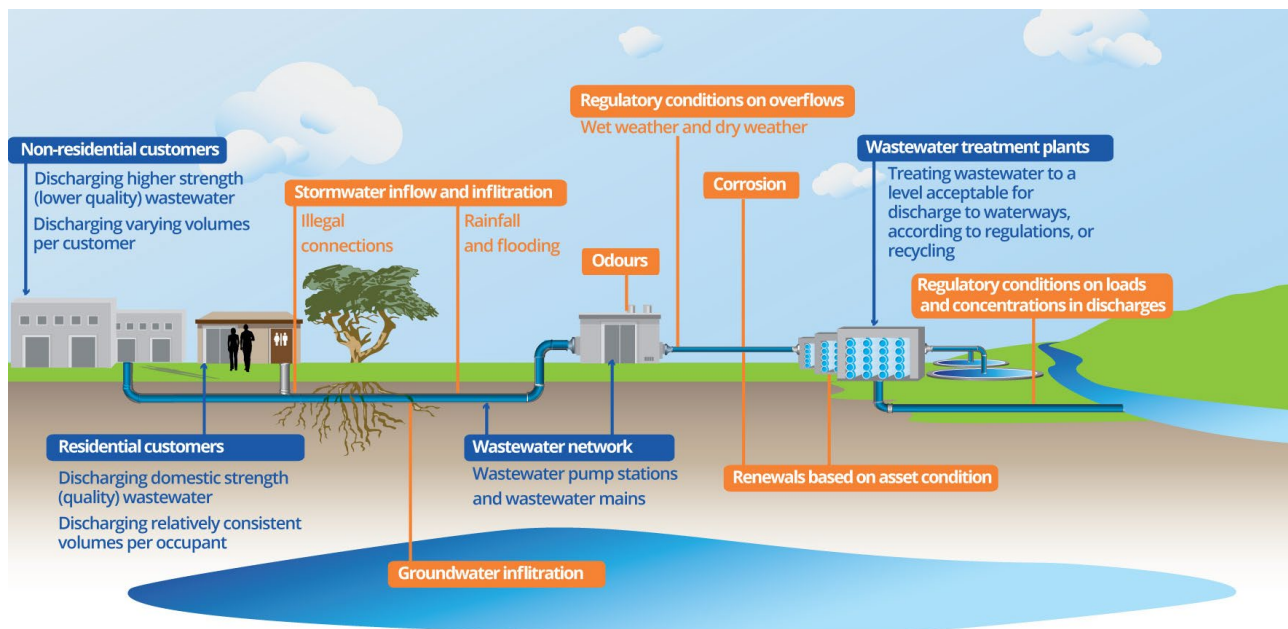 Non-residential customers
Discharging higher strength
(lower quality) wastewater
Discharging varying volumes
per customer
Stormwater inflow and inflitration
Illegal
connections
Rainfall
and flooding
Regulatory conditions on overflows
Wet weather and dry weather
Odours
Corrosion
Wastewater treatment plants
Treating wastewater to a
level acceptable for
discharge to waterways,
according to regulations, or
recycling
Regulatory conditions on loads
and concentrations in discharges
Residential customers
Discharging domestic strength
(quality) wastewater
Discharging relatively consistent
volumes per occupant
Wastewater network
Wastewater pump stations
and wastewater mains
Renewals based on asset condition
Groundwater inflitration